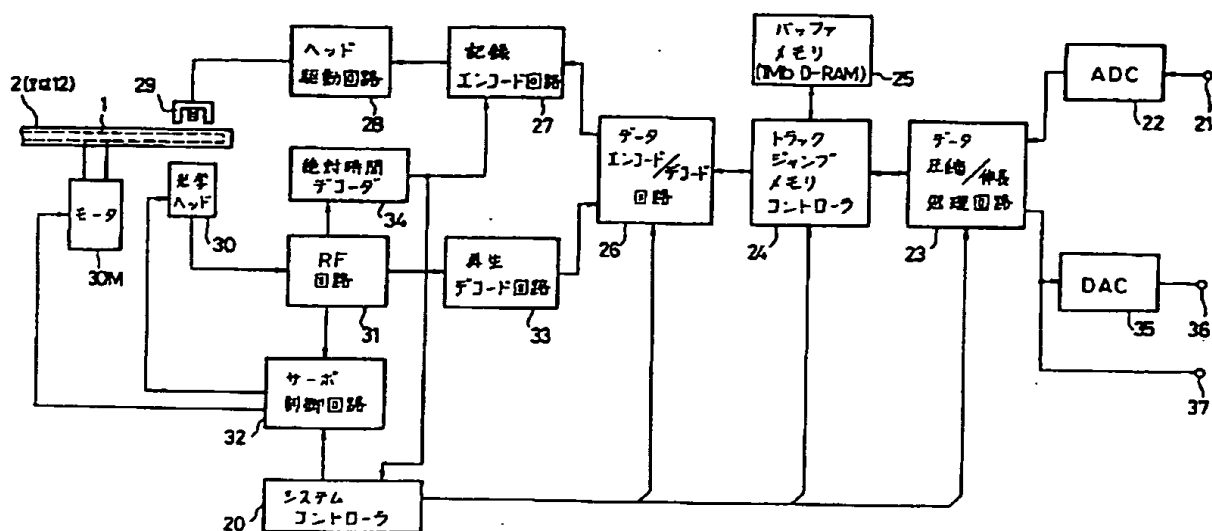 ヘッド
駆動回路
28
記録
エンコード回路
27
バッファ
メモリ
(1Mb D-RAM)
25
ADC
22
21
29
2(又は12)
1
モータ
30M
光学
ヘッド
30
絶対時間
デコーダ
34
RF
回路
31
再生
デコード回路
33
データ
エンコード/デコード
回路
26
トラック
ジャンプ
メモリ
コントローラ
24
データ
圧縮/伸長
処理回路
23
DAC
35
36
37
サーボ
制御回路
32
システム
コントローラ
20